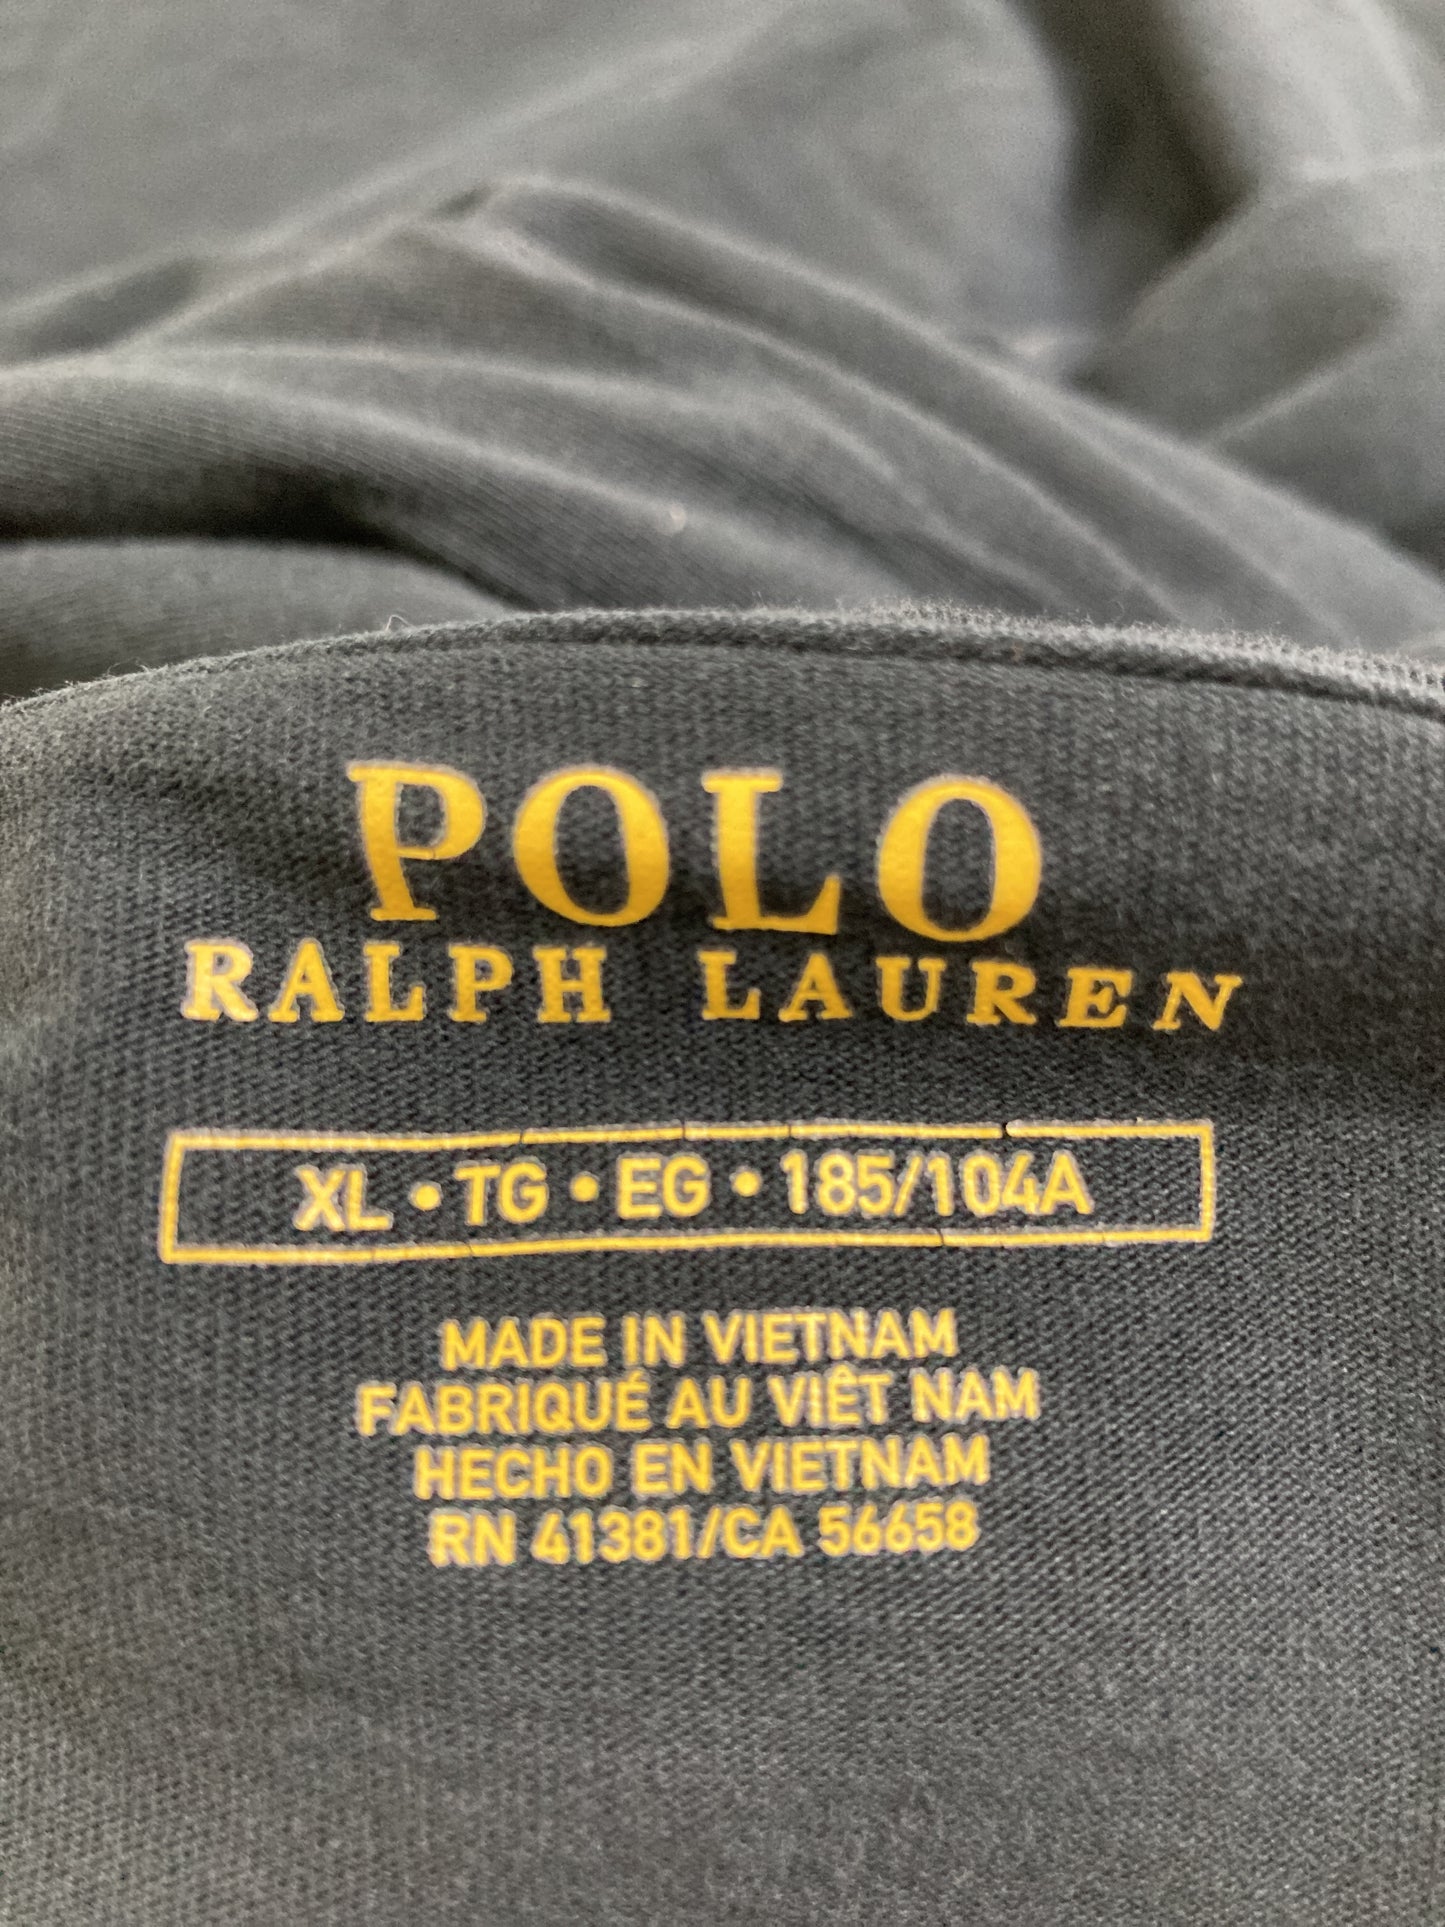 POLO
RALPH LAUREN
XL • TG • EG • 185/104A
MADE IN VIETNAM
FABRIQUÉ AU VIÊT NAM
HECHO EN VIETNAM
RN 41381/CA 56658